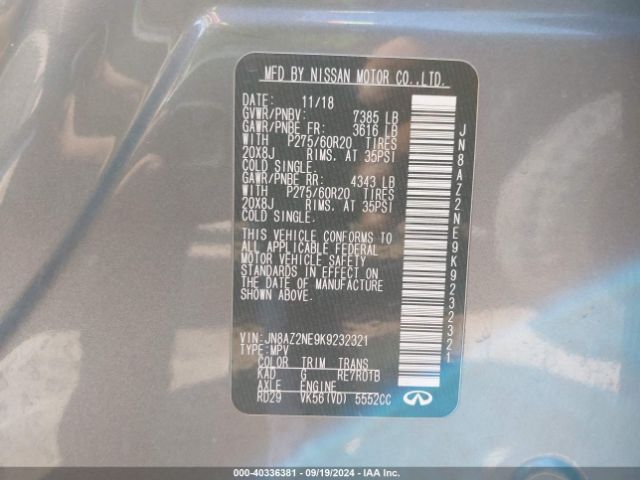 MFD BY NISSAN MOTOR CO.,LTD.
DATE: 11/18
GVWR/PNBV: 7385 LB
GAWR/PNBE FR: 3616 LB
WITH P275/60R20 TIRES
20X8J RIMS. AT 35PSI
COLD SINGLE.
GAWR/PNBE RR: 4343 LB
WITH P275/60R20 TIRES
20X8J RIMS. AT 35PSI
COLD SINGLE.
THIS VEHICLE CONFORMS TO
ALL APPLICABLE FEDERAL
MOTOR VEHICLE SAFETY
STANDARDS IN EFFECT ON
THE DATE OF MANUFACTURE
SHOWN ABOVE.
VIN:JN8AZ2NE9K9232321
TYPE:MPV
COLOR TRIM TRANS
KAD G RE7R01B
AXLE ENGINE
RD29 VK56(VD) 5552CC
JN8AZ2NE9K9232321
000-40336381 - 09/19/2024 - IAA Inc.